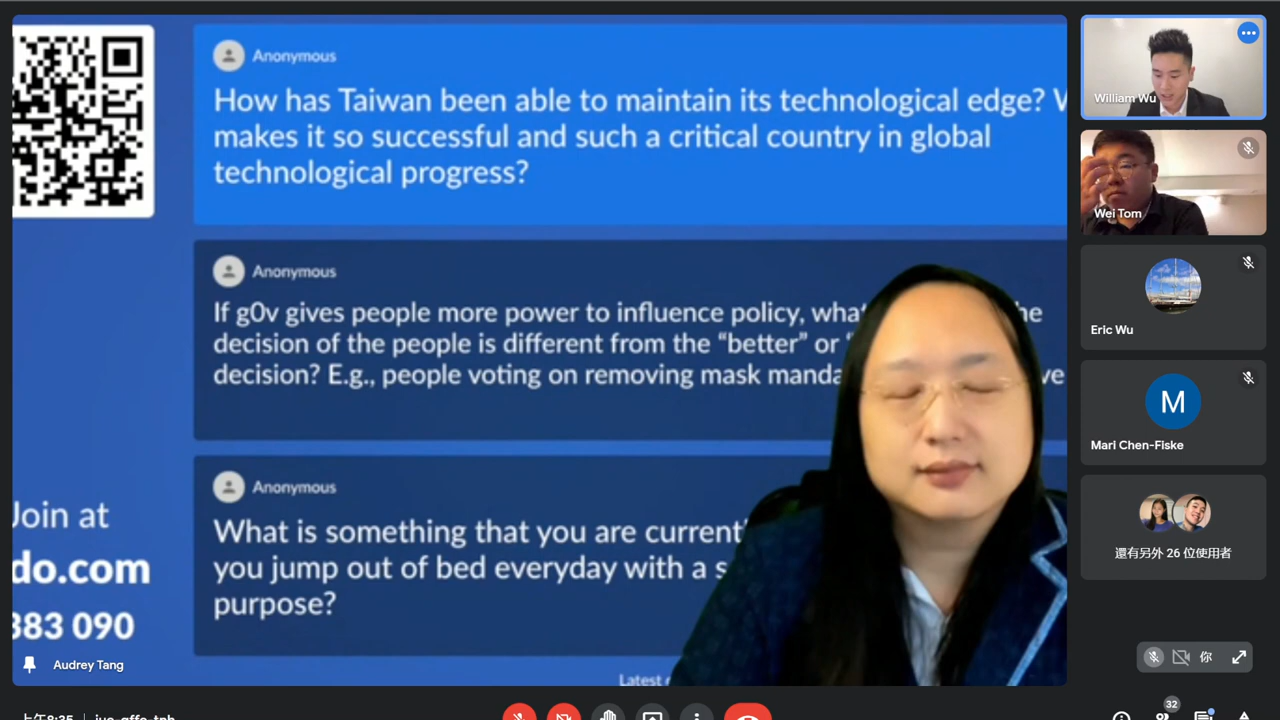 Anonymous
How has Taiwan been able to maintain its technological edge?
makes it so successful and such a critical country in global
technological progress?
Anonymous
If g0v gives people more power to influence policy,
decision of the people is different from the “better” or
decision? E.g., people voting on removing mask
Anonymous
What is something that you are
you jump out of bed everyday with a
purpose?
Join at
do.com
383 090
Latest
Audrey Tang
William Wu
Wei Tom
Eric Wu
M
Mari Chen-Fiske
還有另外 26 位使用者
你
32